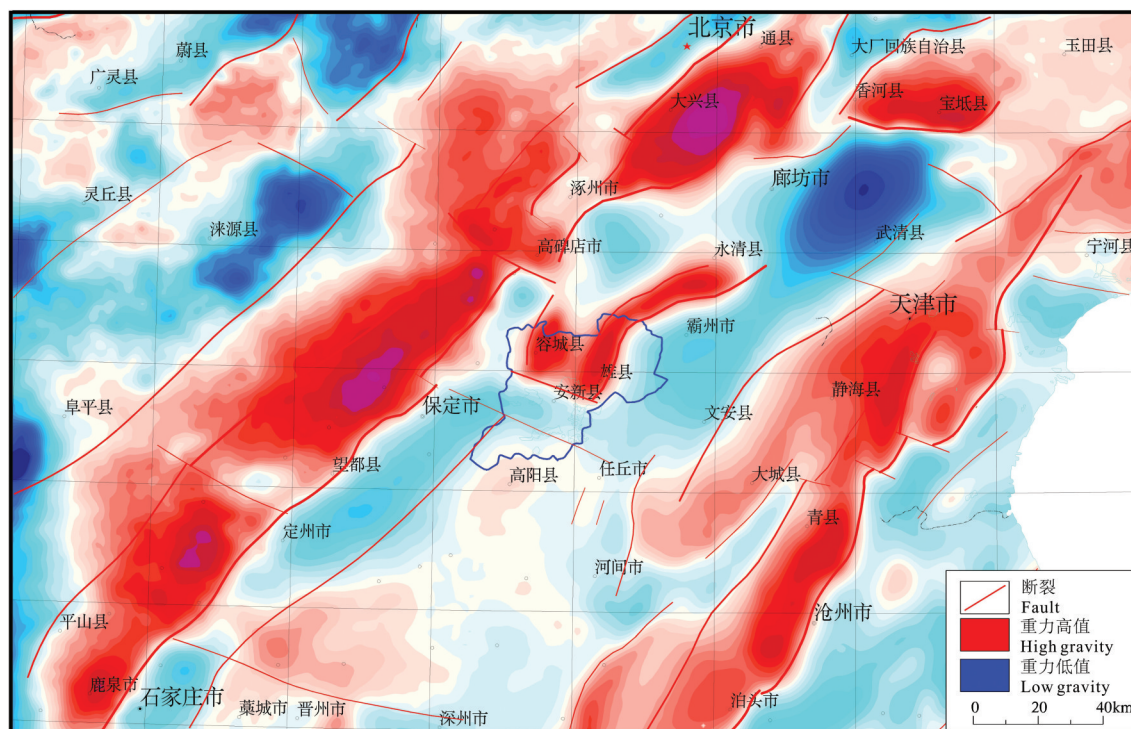 北京市
通县
大厂回族自治县
玉田县
蔚县
广灵县
大兴县
香河县
宝坻县
灵丘县
涿州市
廊坊市
涞源县
高碑店市
永清县
武清县
宁河县
天津市
霸州市
容城县
雄县
安新县
静海县
阜平县
保定市
文安县
望都县
高阳县
任丘市
大城县
定州市
青县
河间市
平山县
沧州市
鹿泉市
石家庄市
藁城市
晋州市
深州市
泊头市
断裂
Fault
重力高值
High gravity
重力低值
Low gravity
0 20 40km